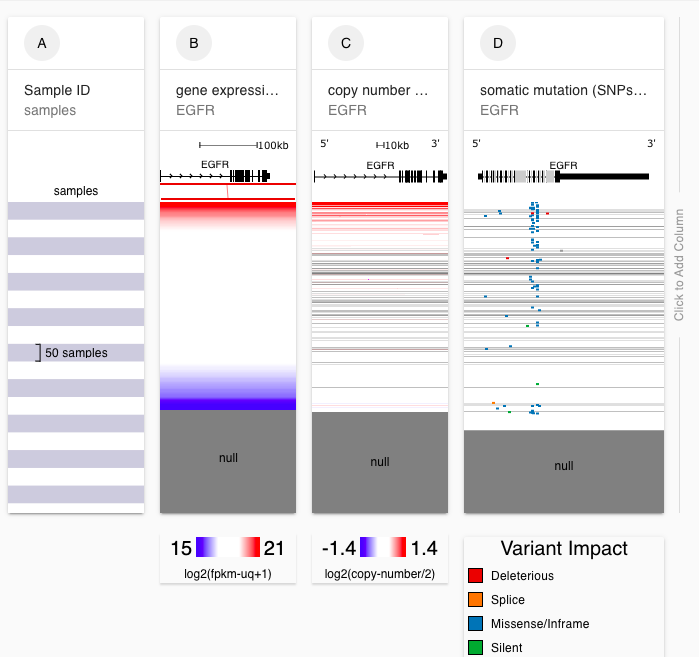 A
B
C
D
Sample ID
samples
gene expressi…
EGFR
copy number …
EGFR
somatic mutation (SNPs…
EGFR
100kb
EGFR
5'
10kb
3'
EGFR
5'
3'
EGFR
samples
50 samples
null
null
null
Click to Add Column
15
21
log2(fpkm-uq+1)
-1.4
1.4
log2(copy-number/2)
Variant Impact
Deleterious
Splice
Missense/Inframe
Silent